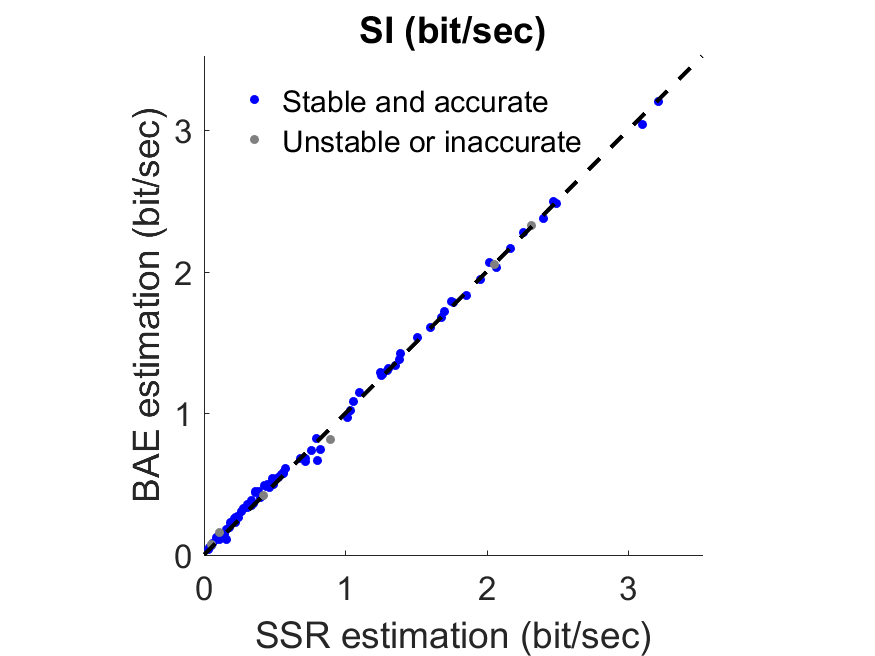 SI (bit/sec)
Stable and accurate
Unstable or inaccurate
BAE estimation (bit/sec)
3
2
1
0
0 1 2 3
SSR estimation (bit/sec)